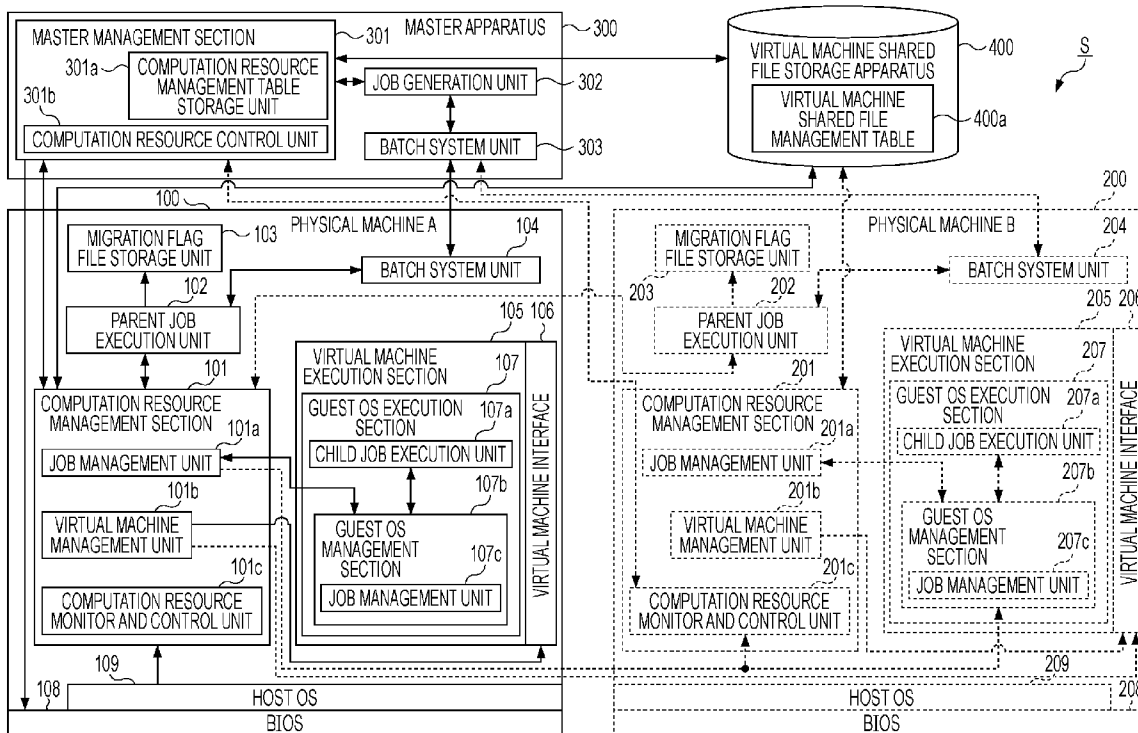 MASTER MANAGEMENT SECTION
301
MASTER APPARATUS
300
301a
COMPUTATION RESOURCE
MANAGEMENT TABLE
STORAGE UNIT
301b
COMPUTATION RESOURCE CONTROL UNIT
JOB GENERATION UNIT
302
BATCH SYSTEM UNIT
303
VIRTUAL MACHINE SHARED
FILE STORAGE APPARATUS
400
VIRTUAL MACHINE
SHARED FILE
MANAGEMENT TABLE
400a
S
100
PHYSICAL MACHINE A
MIGRATION FLAG
FILE STORAGE UNIT
103
104
BATCH SYSTEM UNIT
102
PARENT JOB
EXECUTION UNIT
101
COMPUTATION RESOURCE
MANAGEMENT SECTION
101a
JOB MANAGEMENT UNIT
101b
VIRTUAL MACHINE
MANAGEMENT UNIT
101c
COMPUTATION RESOURCE
MONITOR AND CONTROL UNIT
105
106
VIRTUAL MACHINE
EXECUTION SECTION
107
GUEST OS EXECUTION
SECTION
107a
CHILD JOB EXECUTION UNIT
107b
GUEST OS
MANAGEMENT
SECTION
107c
JOB MANAGEMENT UNIT
VIRTUAL MACHINE INTERFACE
109
HOST OS
108
BIOS
200
PHYSICAL MACHINE B
MIGRATION FLAG
FILE STORAGE UNIT
203
204
BATCH SYSTEM UNIT
202
PARENT JOB
EXECUTION UNIT
201
COMPUTATION RESOURCE
MANAGEMENT SECTION
201a
JOB MANAGEMENT UNIT
201b
VIRTUAL MACHINE
MANAGEMENT UNIT
201c
COMPUTATION RESOURCE
MONITOR AND CONTROL UNIT
205
206
VIRTUAL MACHINE
EXECUTION SECTION
207
GUEST OS EXECUTION
SECTION
207a
CHILD JOB EXECUTION UNIT
207b
GUEST OS
MANAGEMENT
SECTION
207c
JOB MANAGEMENT UNIT
VIRTUAL MACHINE INTERFACE
209
HOST OS
208
BIOS